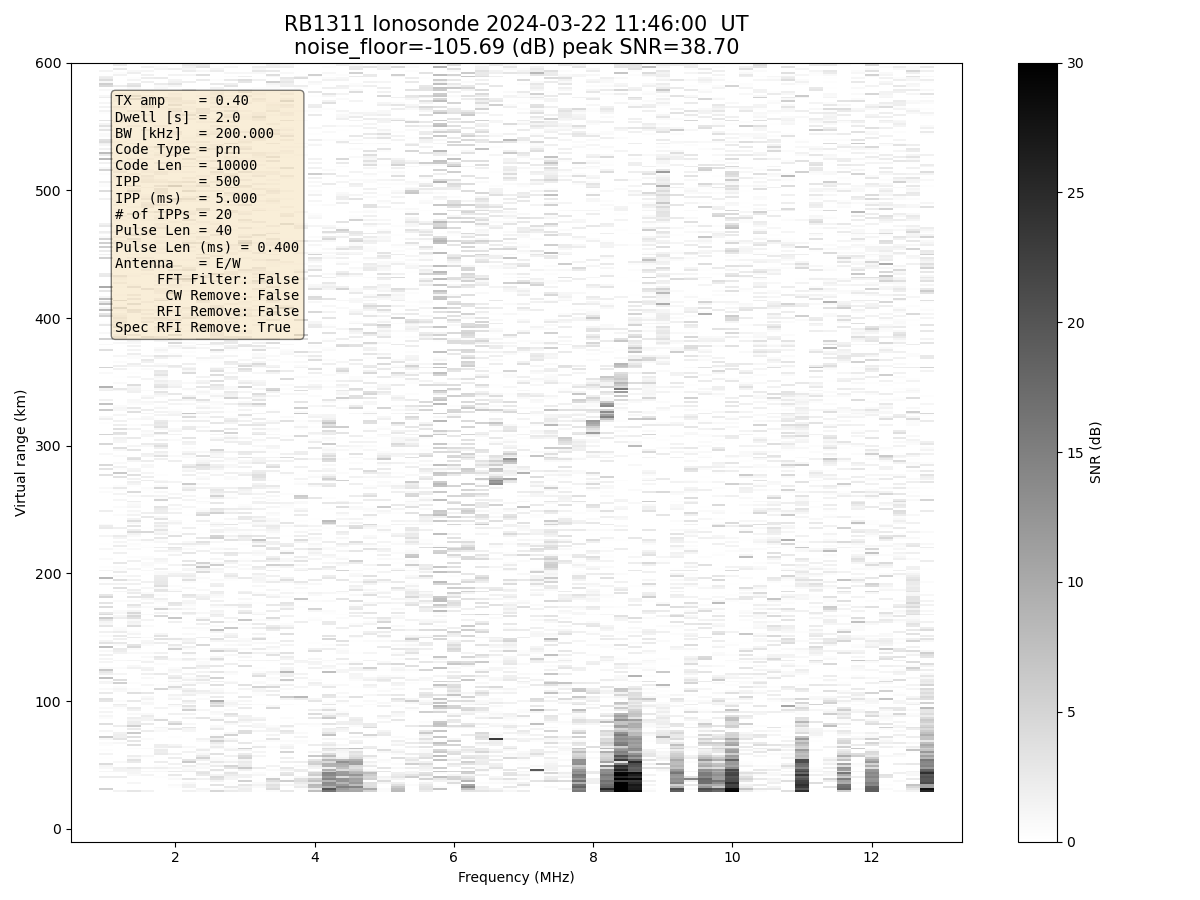 RB1311 Ionosonde 2024-03-22 11:46:00 UT
noise_floor=-105.69 (dB) peak SNR=38.70
600
500
400
300
200
100
0
Virtual range (km)
TX amp = 0.40
Dwell [s] = 2.0
BW [kHz] = 200.000
Code Type = prn
Code Len = 10000
IPP = 500
IPP (ms) = 5.000
# of IPPs = 20
Pulse Len = 40
Pulse Len (ms) = 0.400
Antenna = E/W
FFT Filter: False
CW Remove: False
RFI Remove: False
Spec RFI Remove: True
2 4 6 8 10 12
Frequency (MHz)
30
25
20
15
10
5
0
SNR (dB)